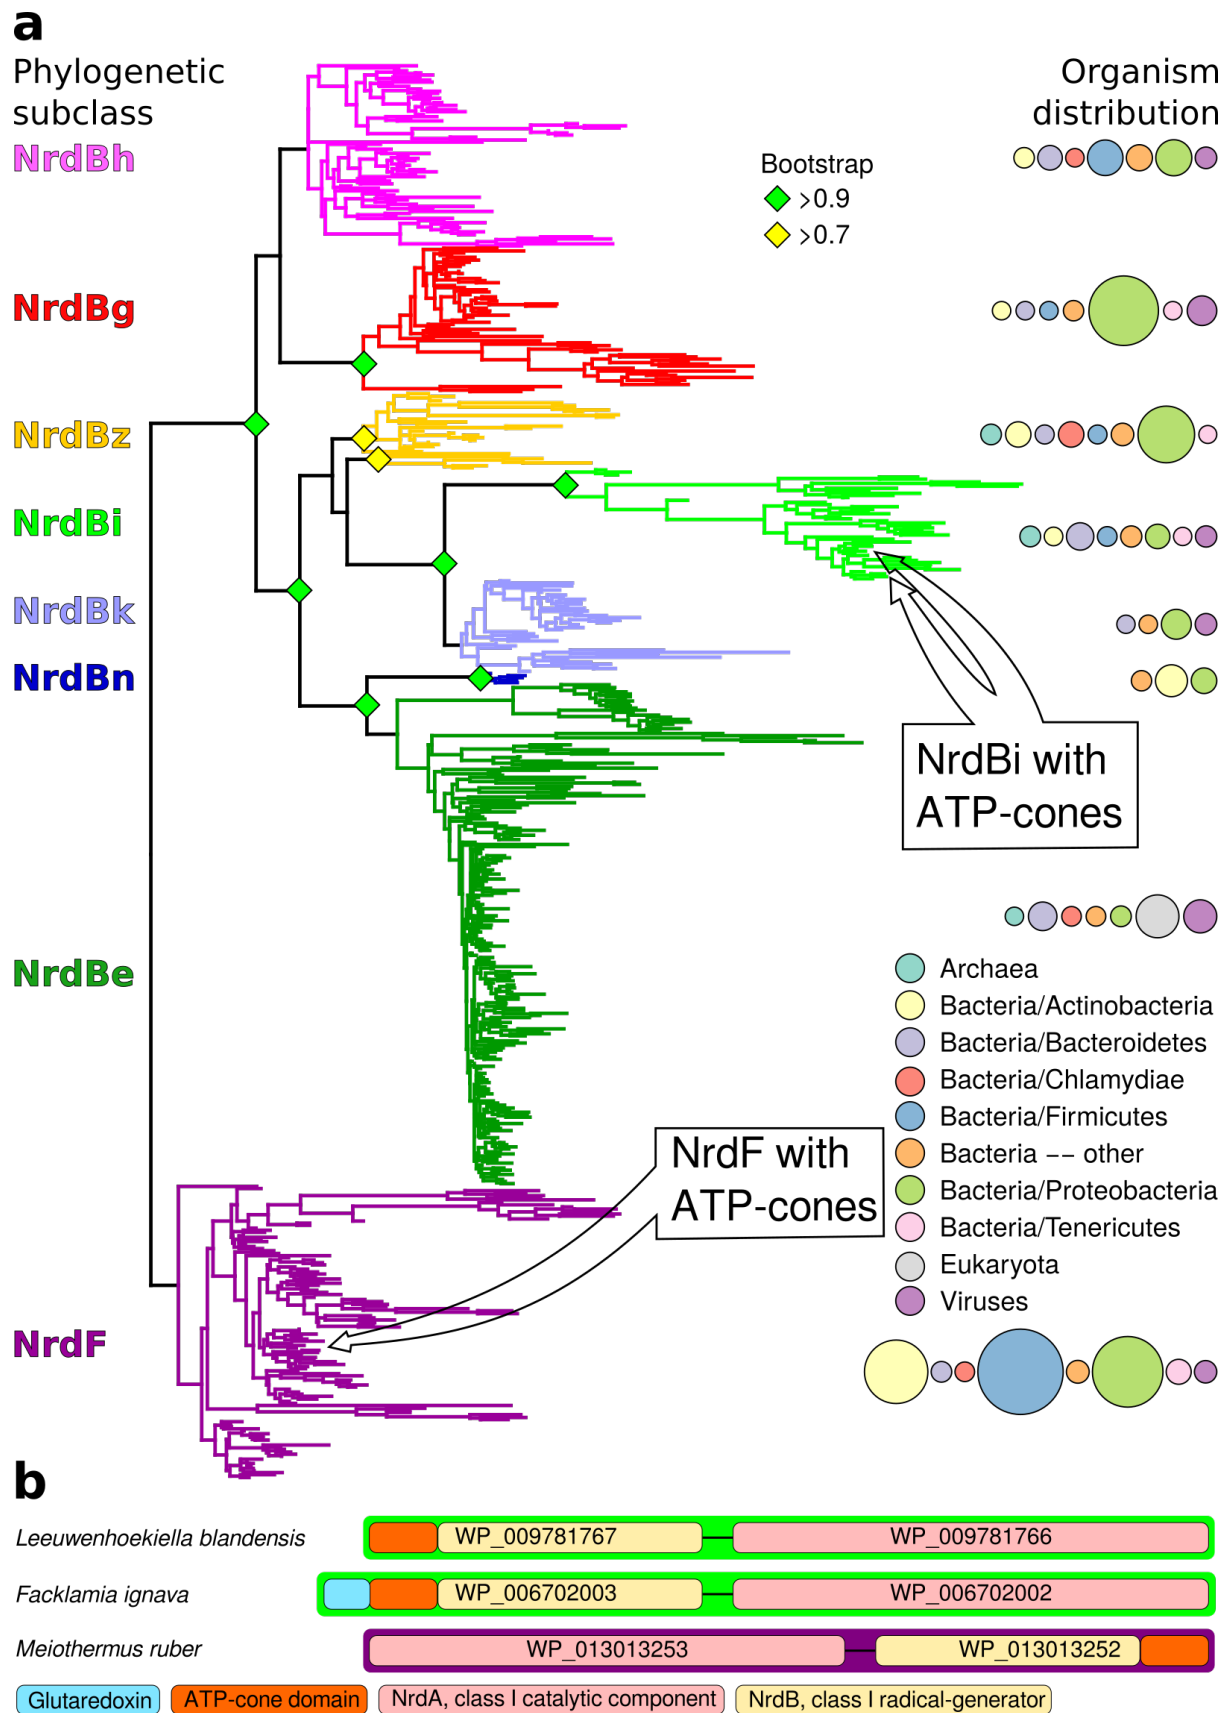 a
Phylogenetic
subclass
Organism
distribution
NrdBh
Bootstrap
>0.9
>0.7
NrdBg
NrdBz
NrdBi
NrdBk
NrdBn
NrdBi with
ATP-cones
NrdBe
Archaea
Bacteria/Actinobacteria
Bacteria/Bacteroidetes
Bacteria/Chlamydiae
Bacteria/Firmicutes
Bacteria −− other
Bacteria/Proteobacteria
Bacteria/Tenericutes
Eukaryota
Viruses
NrdF with
ATP-cones
NrdF
b
Leeuwenhoekiella blandensis WP_009781767 WP_009781766
Facklamia ignava WP_006702003 WP_006702002
Meiothermus ruber WP_013013253 WP_013013252
Glutaredoxin ATP-cone domain NrdA, class I catalytic component NrdB, class I radical-generator